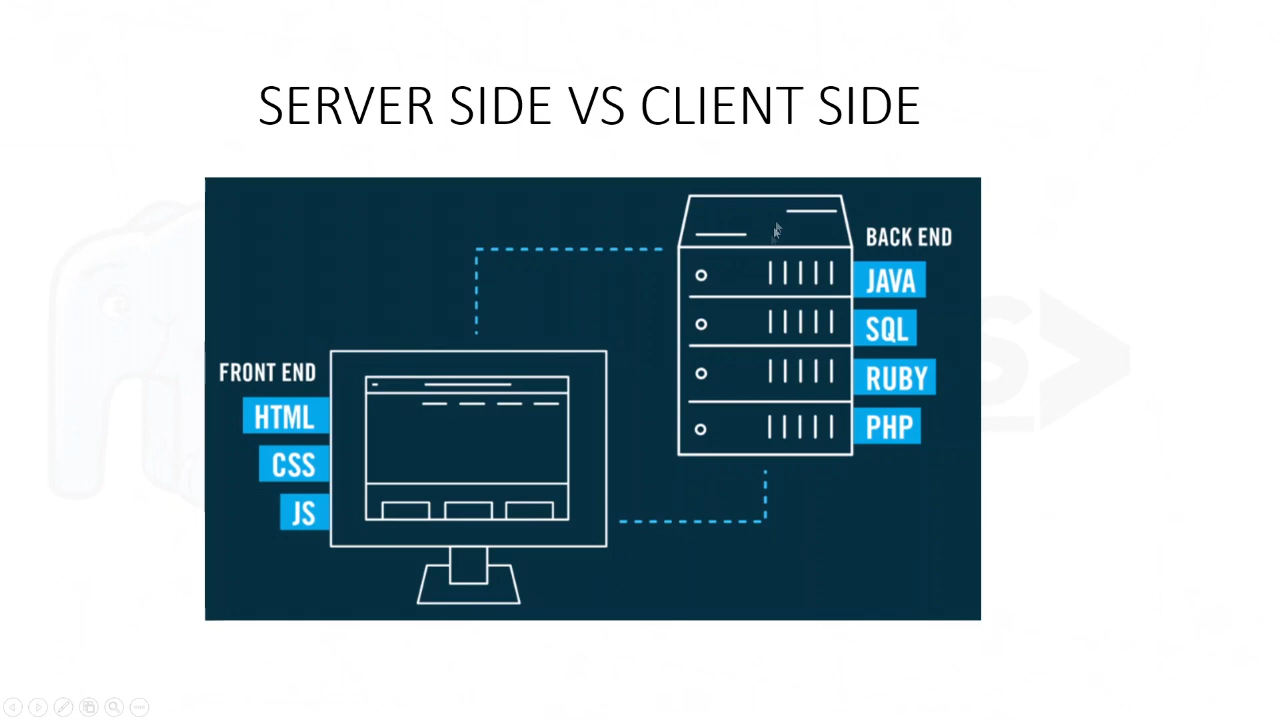 SERVER SIDE VS CLIENT SIDE
BACK END
JAVA
SQL
RUBY
PHP
FRONT END
HTML
CSS
JS